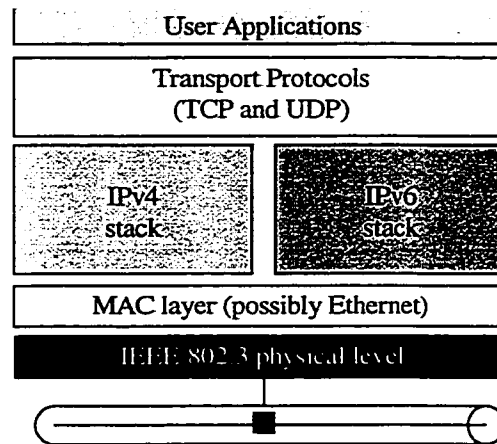 User Applications
Transport Protocols
(TCP and UDP)
IPv4
stack
IPv6
stack
MAC layer (possibly Ethernet)
IEEE 802.3 physical level